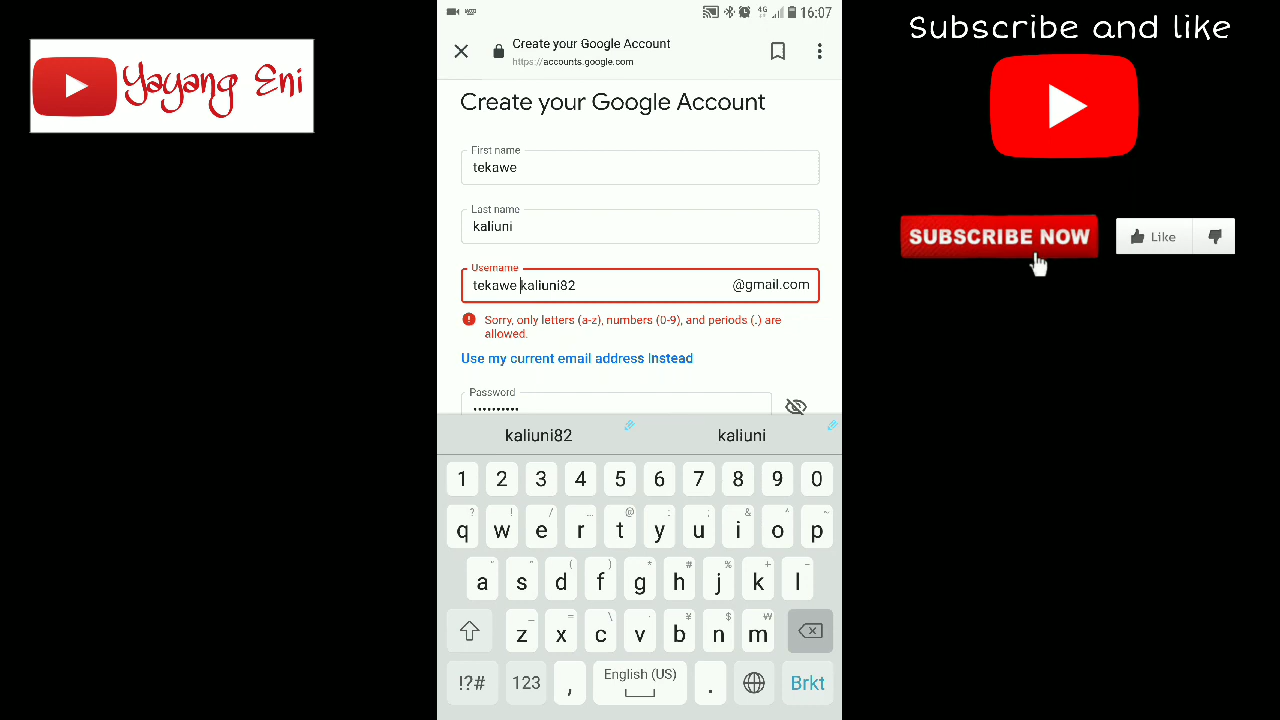 Yayang Eni
Subscribe and like
SUBSCRIBE NOW
Like
4G
16:07
Create your Google Account
https://accounts.google.com
Create your Google Account
First name
tekawe
Last name
kaliuni
Username
tekawe kaliuni82 @gmail.com
Sorry, only letters (a-z), numbers (0-9), and periods (.) are
allowed.
Use my current email address instead
Password
••••••••••
kaliuni82 kaliuni
1 2 3 4 5 6 7 8 9 0
q w e r t y u i o p
a s d f g h j k l
z x c v b n m
!?# 123 , English (US) . Brkt